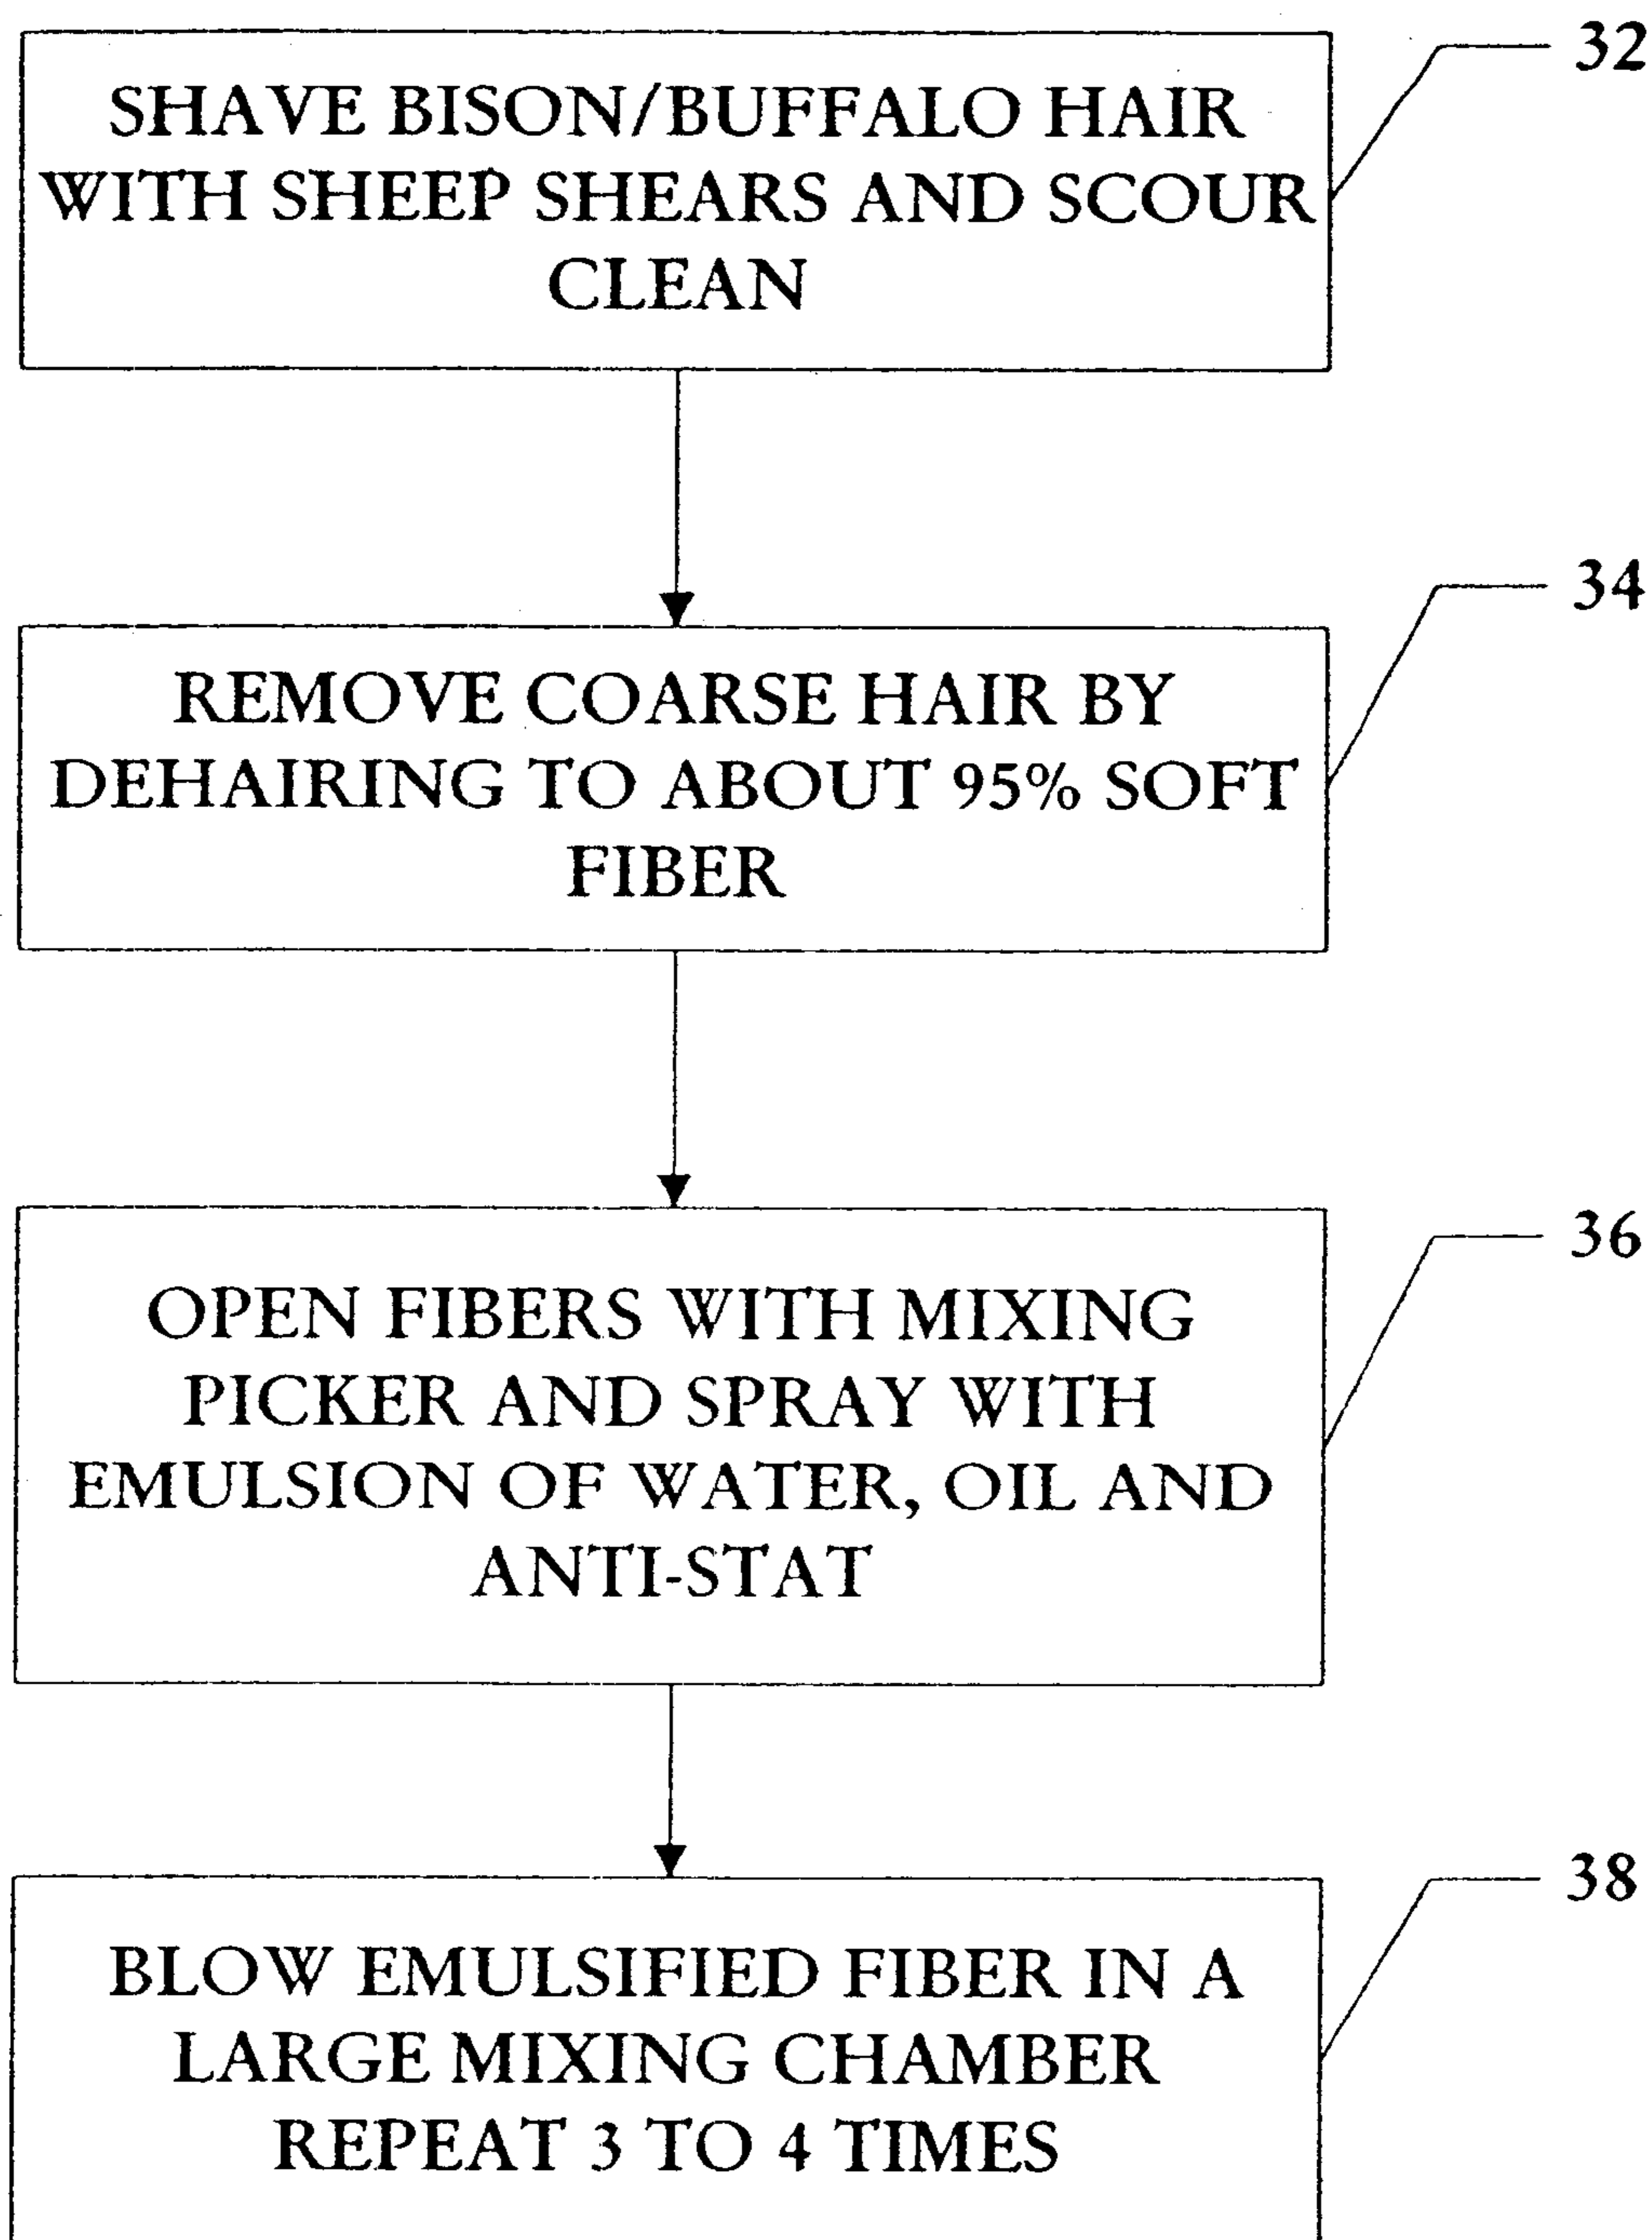 32
SHAVE BISON/BUFFALO HAIR
WITH SHEEP SHEARS AND SCOUR
CLEAN
34
REMOVE COARSE HAIR BY
DEHAIRING TO ABOUT 95% SOFT
FIBER
36
OPEN FIBERS WITH MIXING
PICKER AND SPRAY WITH
EMULSION OF WATER, OIL AND
ANTI-STAT
38
BLOW EMULSIFIED FIBER IN A
LARGE MIXING CHAMBER
REPEAT 3 TO 4 TIMES